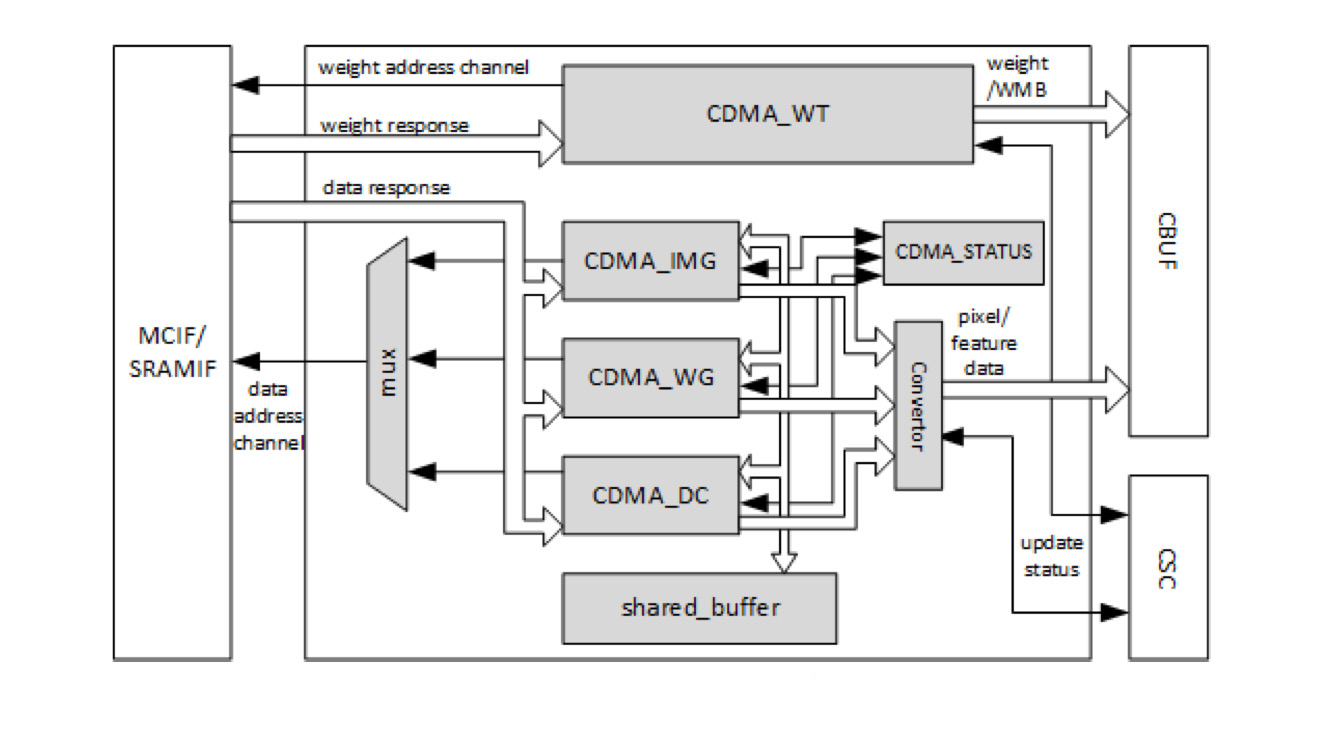 weight address channel
weight
/WMB
CDMA_WT
weight response
data response
CDMA_IMG
CDMA_STATUS
CBUF
MCIF/
SRAMIF
mux
pixel/
feature
data
CDMA_WG
Convertor
data
address
channel
CDMA_DC
update
status
CSC
shared_buffer